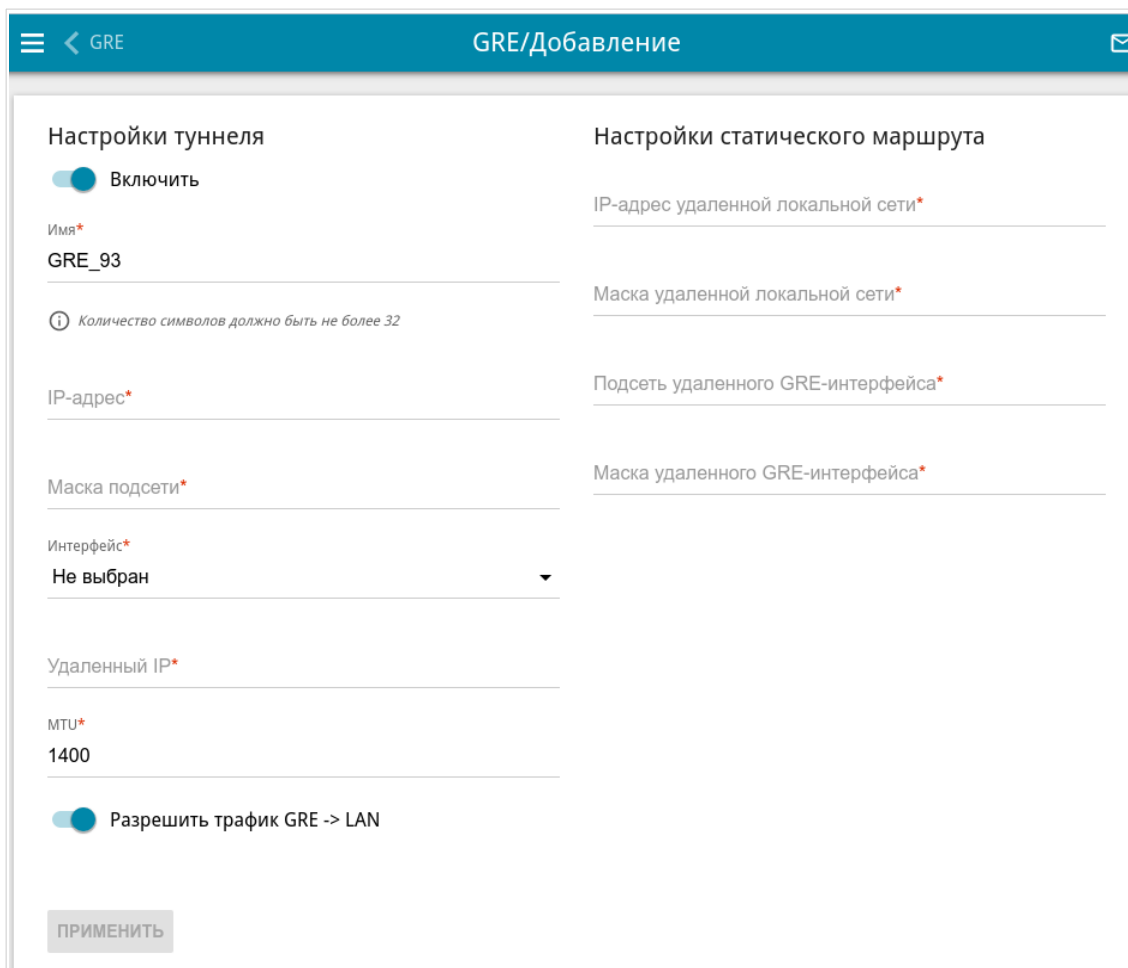 GRE
GRE/Добавление
Настройки туннеля
Включить
Имя*
GRE_93
Количество символов должно быть не более 32
IP-адрес*
Маска подсети*
Интерфейс*
Не выбран
Удаленный IP*
MTU*
1400
Разрешить трафик GRE -> LAN
ПРИМЕНИТЬ
Настройки статического маршрута
IP-адрес удаленной локальной сети*
Маска удаленной локальной сети*
Подсеть удаленного GRE-интерфейса*
Маска удаленного GRE-интерфейса*